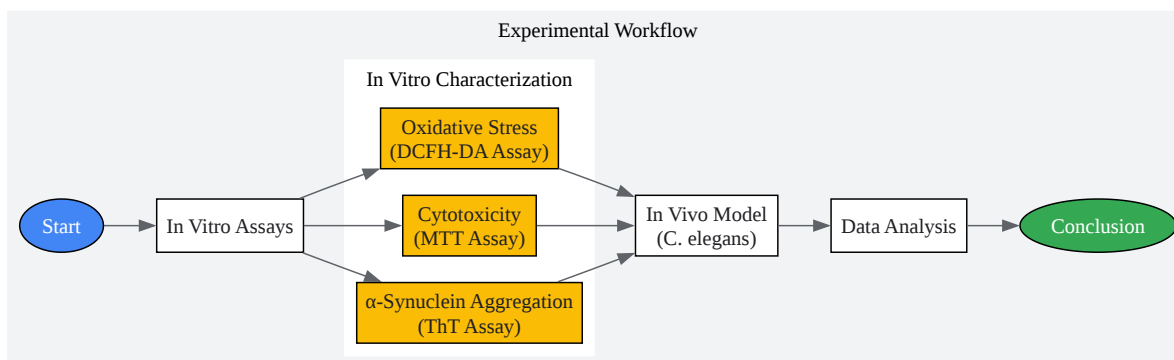 Experimental Workflow
In Vitro Characterization
Start
In Vitro Assays
Oxidative Stress
(DCFH-DA Assay)
Cytotoxicity
(MTT Assay)
α-Synuclein Aggregation
(ThT Assay)
In Vivo Model
(C. elegans)
Data Analysis
Conclusion